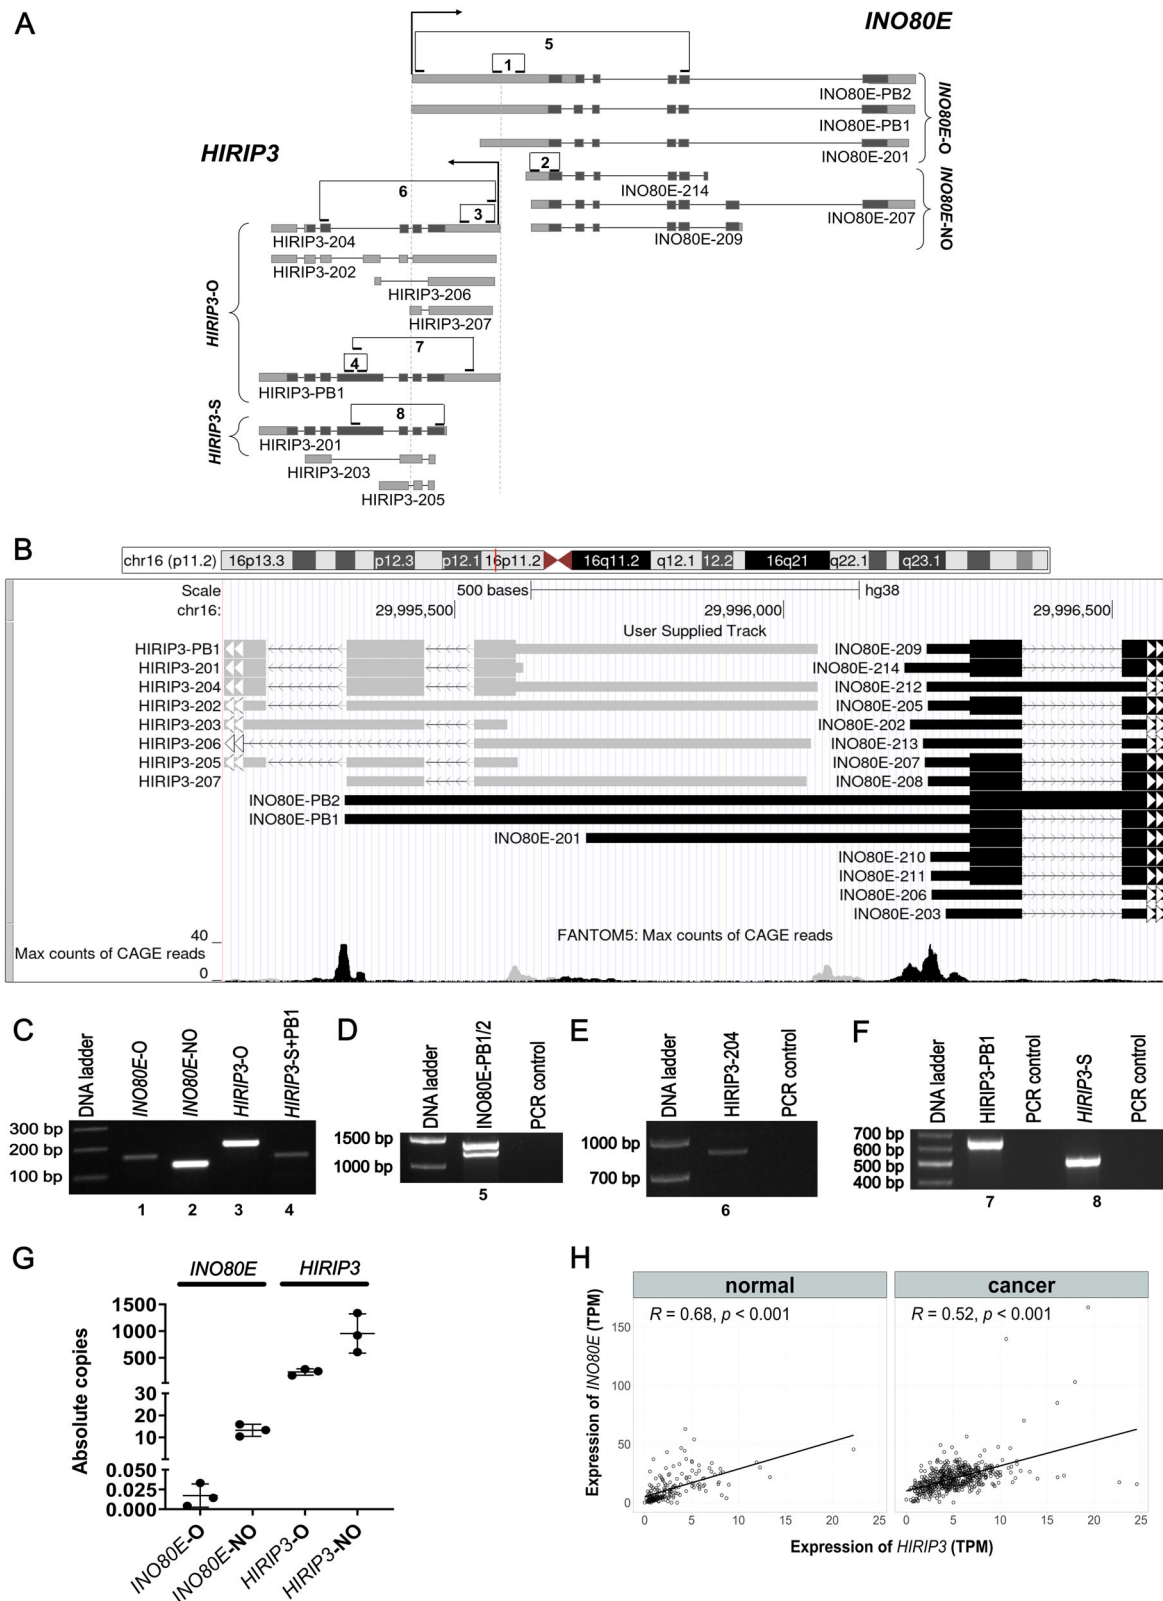 A
INO80E
5
1
INO80E-PB2
INO80E-PB1
INO80E-201
INO80E-O
HIRIP3
2
INO80E-214
INO80E-207
INO80E-209
INO80E-NO
6
3
HIRIP3-204
HIRIP3-202
HIRIP3-206
HIRIP3-207
HIRIP3-O
7
4
HIRIP3-PB1
8
HIRIP3-S
HIRIP3-201
HIRIP3-203
HIRIP3-205
B
chr16 (p11.2) 16p13.3 p12.3 p12.1 16p11.2 16q11.2 q12.1 12.2 16q21 q22.1 q23.1
Scale 500 bases hg38
chr16: 29,995,500 29,996,000 29,996,500
User Supplied Track
HIRIP3-PB1 INO80E-209
HIRIP3-201 INO80E-214
HIRIP3-204 INO80E-212
HIRIP3-202 INO80E-205
HIRIP3-203 INO80E-202
HIRIP3-206 INO80E-213
HIRIP3-205 INO80E-207
HIRIP3-207 INO80E-208
INO80E-PB2
INO80E-PB1
INO80E-201
INO80E-210
INO80E-211
INO80E-206
INO80E-203
FANTOM5: Max counts of CAGE reads
40
Max counts of CAGE reads
0
C
DNA ladder
INO80E-O
INO80E-NO
HIRIP3-O
HIRIP3-S+PB1
300 bp
200 bp
100 bp
1 2 3 4
D
DNA ladder
INO80E-PB1/2
PCR control
1500 bp
1000 bp
5
E
DNA ladder
HIRIP3-204
PCR control
1000 bp
700 bp
6
F
DNA ladder
HIRIP3-PB1
PCR control
HIRIP3-S
PCR control
700 bp
600 bp
500 bp
400 bp
7 8
G
INO80E HIRIP3
Absolute copies
1500
1000
500
30
20
10
0.050
0.025
0.000
INO80E-O
INO80E-NO
HIRIP3-O
HIRIP3-NO
H
normal cancer
R = 0.68, p < 0.001 R = 0.52, p < 0.001
Expression of INO80E (TPM)
150
100
50
0
0 5 10 15 20 25 0 5 10 15 20 25
Expression of HIRIP3 (TPM)